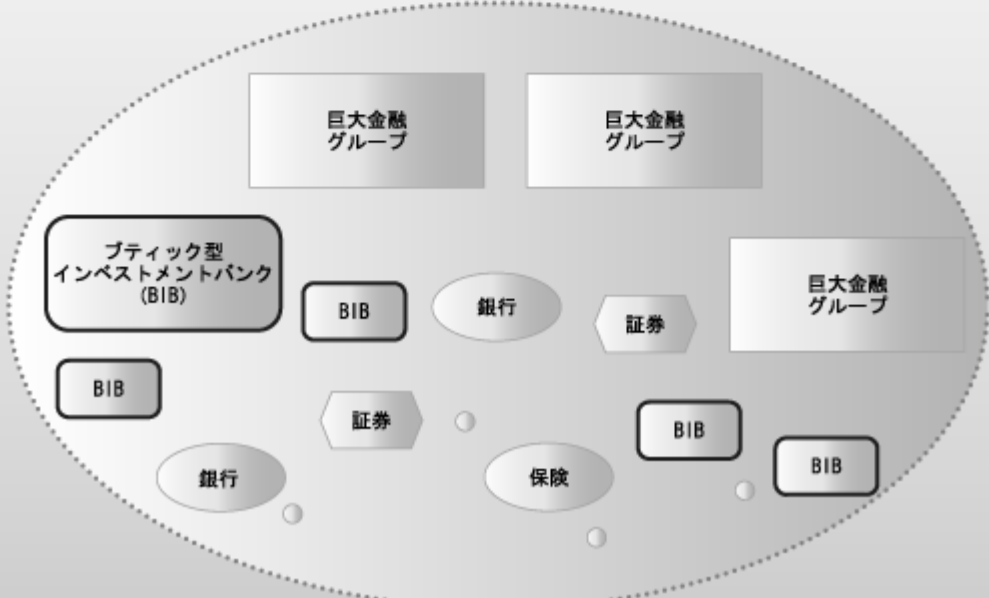 巨大金融
グループ
巨大金融
グループ
ブティック型
インベストメントバンク
(BIB)
巨大金融
グループ
BIB
銀行
証券
BIB
証券
BIB
BIB
銀行
保険